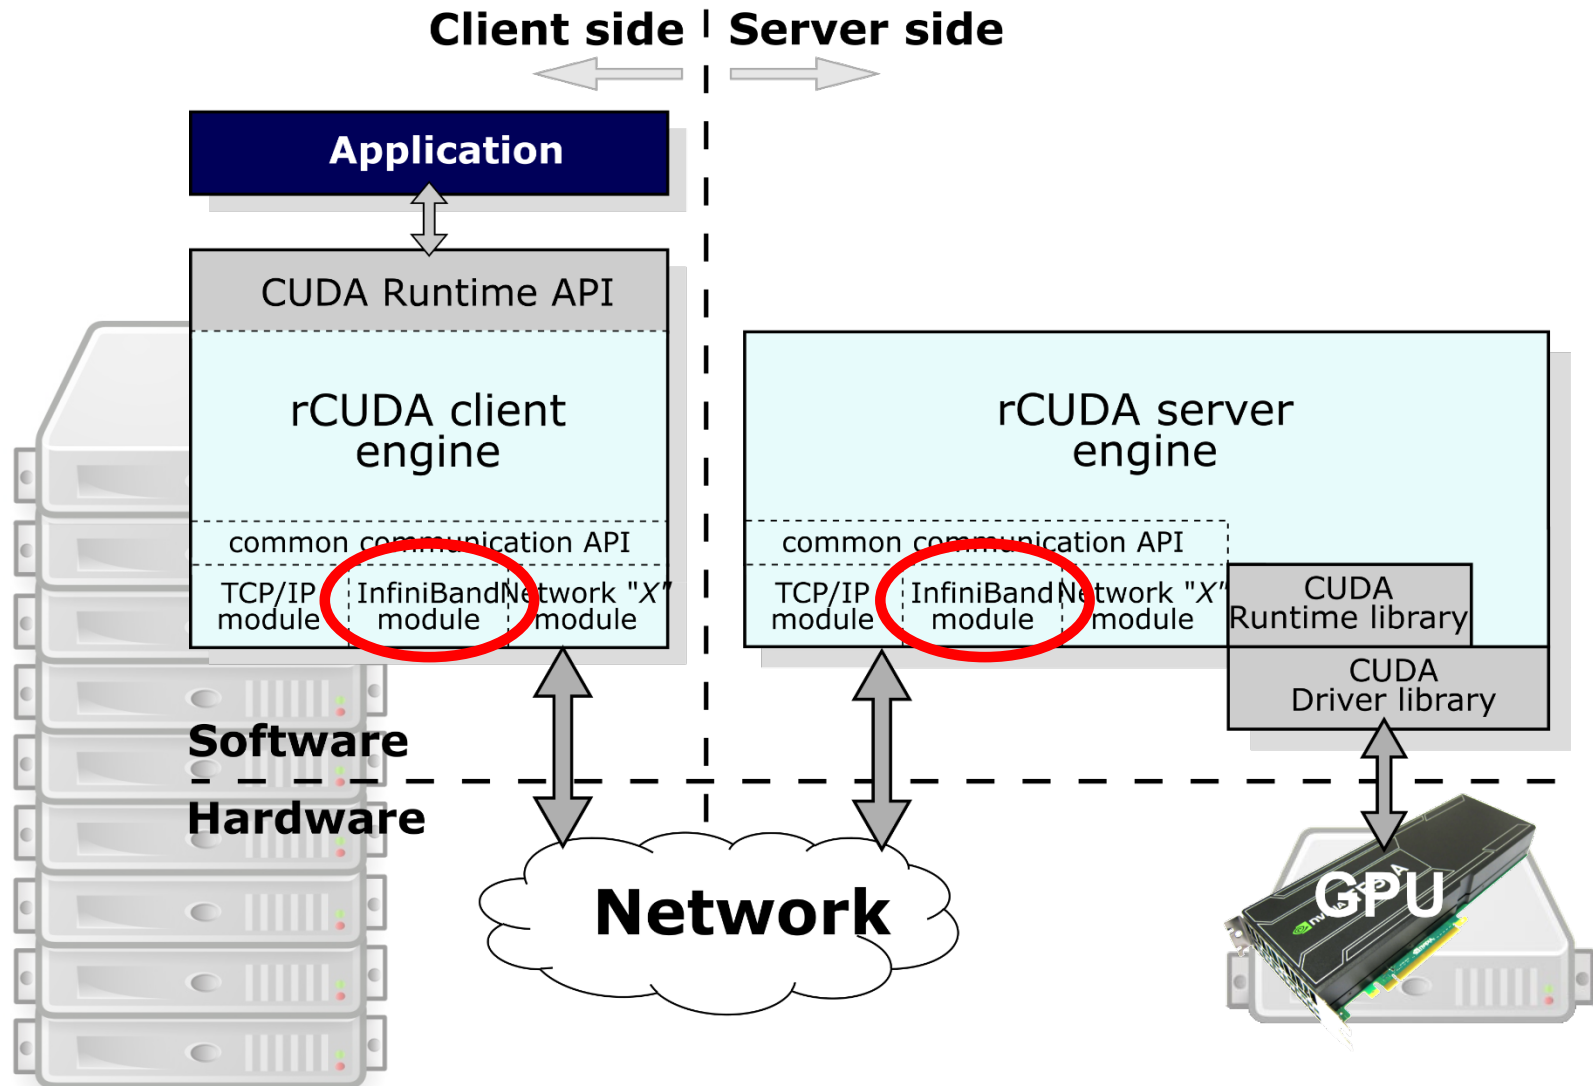 Client side
Server side
Application
CUDA Runtime API
rCUDA client
engine
common communication API
TCP/IP
module
InfiniBand
module
Network "X"
module
rCUDA server
engine
common communication API
TCP/IP
module
InfiniBand
module
Network "X"
module
CUDA
Runtime library
CUDA
Driver library
Software
Hardware
Network
GPU